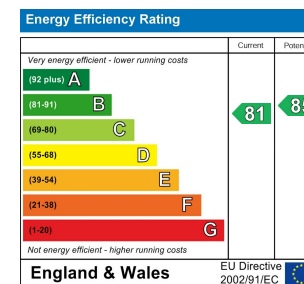 Energy Efficiency Rating
Current
Very energy efficient - lower running costs
(92 plus) A
(81-91) B
(69-80) C
(55-68) D
(39-54) E
(21-38) F
(1-20) G
81
Not energy efficient - higher running costs
England & Wales
EU Directive
2002/91/EC